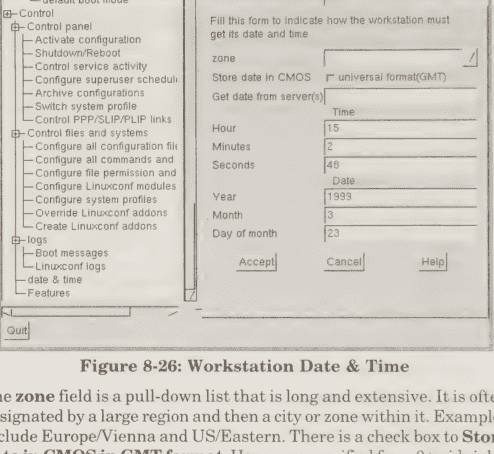 default boot mode
Control
Control panel
Activate configuration
Shutdown/Reboot
Control service activity
Configure superuser schedul
Archive configurations
Switch system profile
Control PPP/SLIP/PLIP links
Control files and systems
Configure all configuration file
Configure all commands and
Configure file permission and
Configure Linuxconf modules
Configure system profiles
Override Linuxconf addons
Create Linuxconf addons
logs
Boot messages
Linuxconf logs
date & time
Features
Quit
Fill this form to indicate how the workstation must
get its date and time
zone
Store date in CMOS universal format(GMT)
Get date from server(s)
Time
Hour 15
Minutes 2
Seconds 46
Date
Year 1999
Month 3
Day of month 23
Accept Cancel Help
Figure 8-26: Workstation Date & Time
zone field is a pull-down list that is long and extensive. It is ofte
signated by a large region and then a city or zone within it. Example
clude Europe/Vienna and US/Eastern. There is a check box to Stor
in CMOS in GMT format.